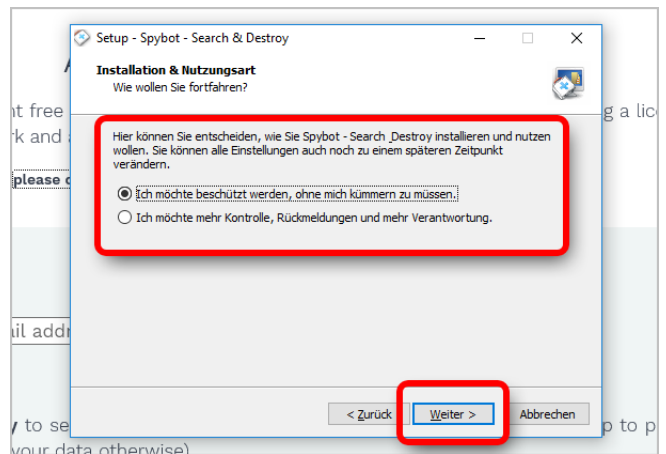 Setup - Spybot - Search & Destroy
Installation & Nutzungsart
Wie wollen Sie fortfahren?
nt free
g a lic
rk and
Hier können Sie entscheiden, wie Sie Spybot - Search _Destroy installieren und nutzen
wollen. Sie können alle Einstellungen auch noch zu einem späteren Zeitpunkt
verändern.
please
Ich möchte beschützt werden, ohne mich kümmern zu müssen.
Ich möchte mehr Kontrolle, Rückmeldungen und mehr Verantwortung.
ail addr
< Zurück
Weiter >
Abbrechen
y to se
p to p
your data otherwise)